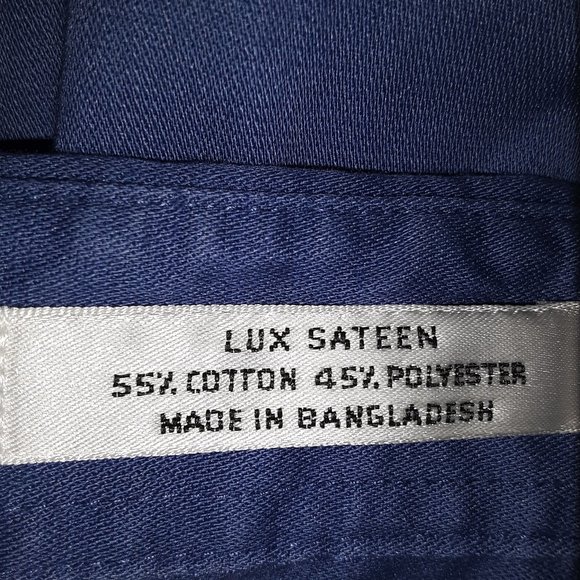 LUX SATEEN
55% COTTON 45% POLYESTER
MADE IN BANGLADESH